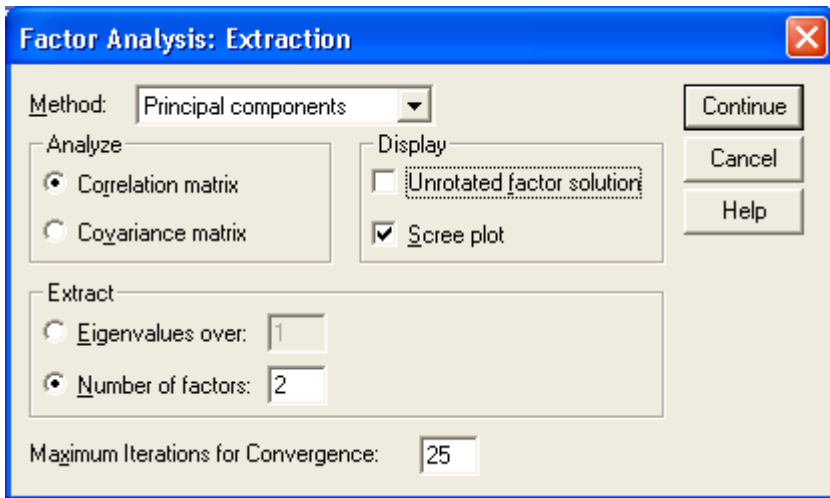 Factor Analysis: Extraction
Method: Principal components
Continue
Analyze
Display
Cancel
Correlation matrix
Unrotated factor solution
Help
Covariance matrix
Scree plot
Extract
Eigenvalues over: 1
Number of factors: 2
Maximum Iterations for Convergence: 25